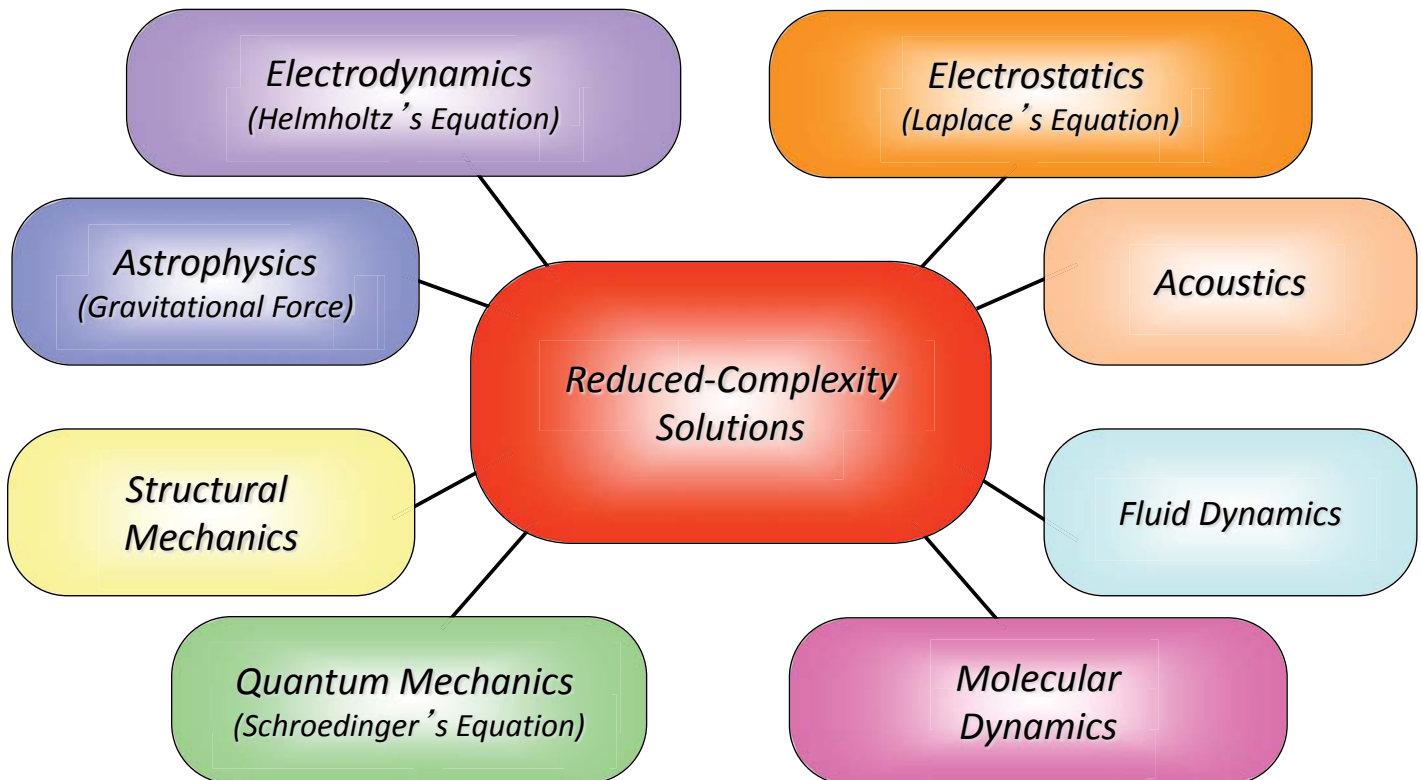 Electrodynamics
(Helmholtz's Equation)
Electrostatics
(Laplace's Equation)
Astrophysics
(Gravitational Force)
Acoustics
Reduced-Complexity
Solutions
Structural
Mechanics
Fluid Dynamics
Quantum Mechanics
(Schroedinger's Equation)
Molecular
Dynamics